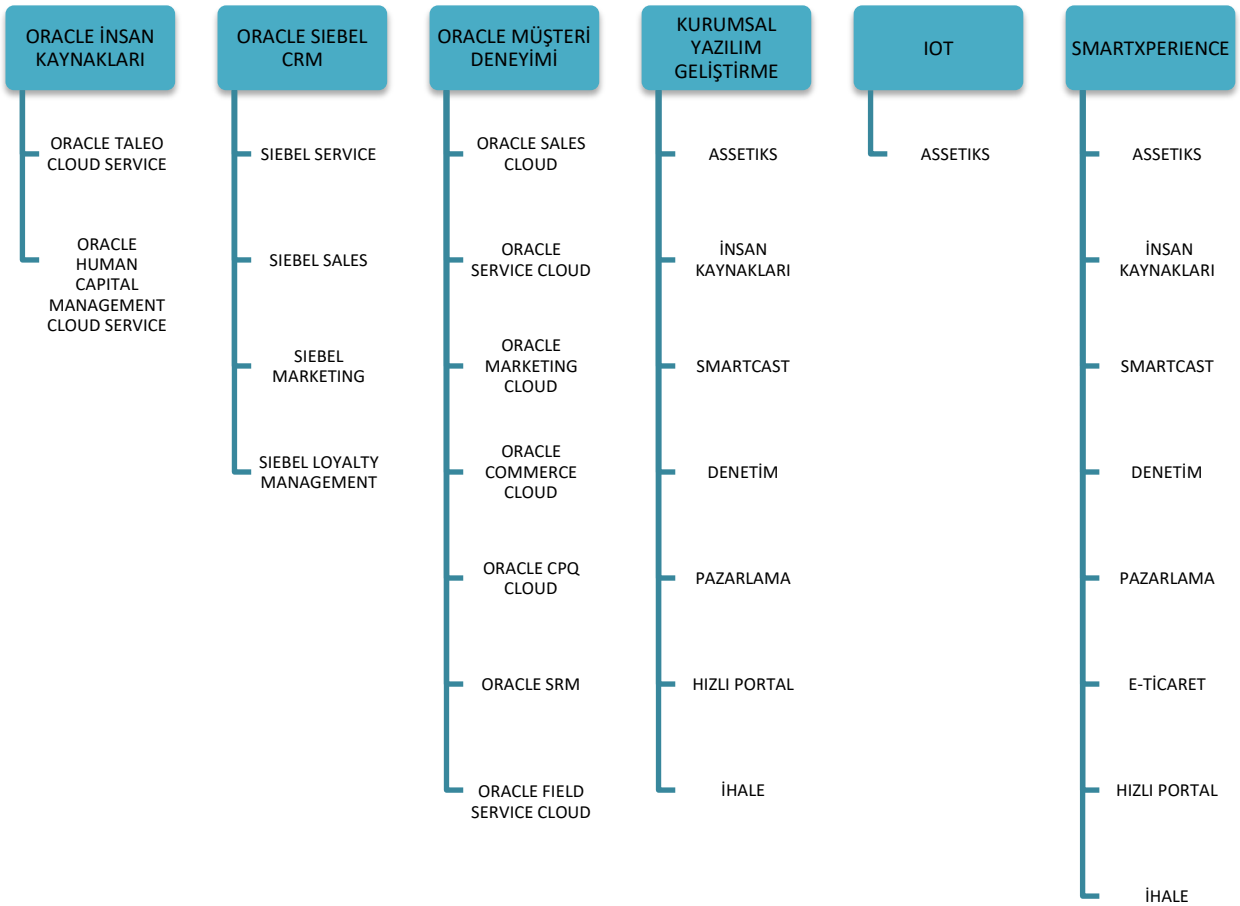 ORACLE İNSAN
KAYNAKLARI
ORACLE TALEO
CLOUD SERVICE
ORACLE
HUMAN
CAPITAL
MANAGEMENT
CLOUD SERVICE
ORACLE SIEBEL
CRM
SIEBEL SERVICE
SIEBEL SALES
SIEBEL
MARKETING
SIEBEL LOYALTY
MANAGEMENT
ORACLE MÜŞTERİ
DENEYİMİ
ORACLE SALES
CLOUD
ORACLE
SERVICE CLOUD
ORACLE
MARKETING
CLOUD
ORACLE
COMMERCE
CLOUD
ORACLE CPQ
CLOUD
ORACLE SRM
ORACLE FIELD
SERVICE CLOUD
KURUMSAL
YAZILIM
GELİŞTİRME
ASSETIKS
İNSAN
KAYNAKLARI
SMARTCAST
DENETİM
PAZARLAMA
HIZLI PORTAL
İHALE
IOT
ASSETIKS
SMARTXPERIENCE
ASSETIKS
İNSAN
KAYNAKLARI
SMARTCAST
DENETİM
PAZARLAMA
E-TİCARET
HIZLI PORTAL
İHALE